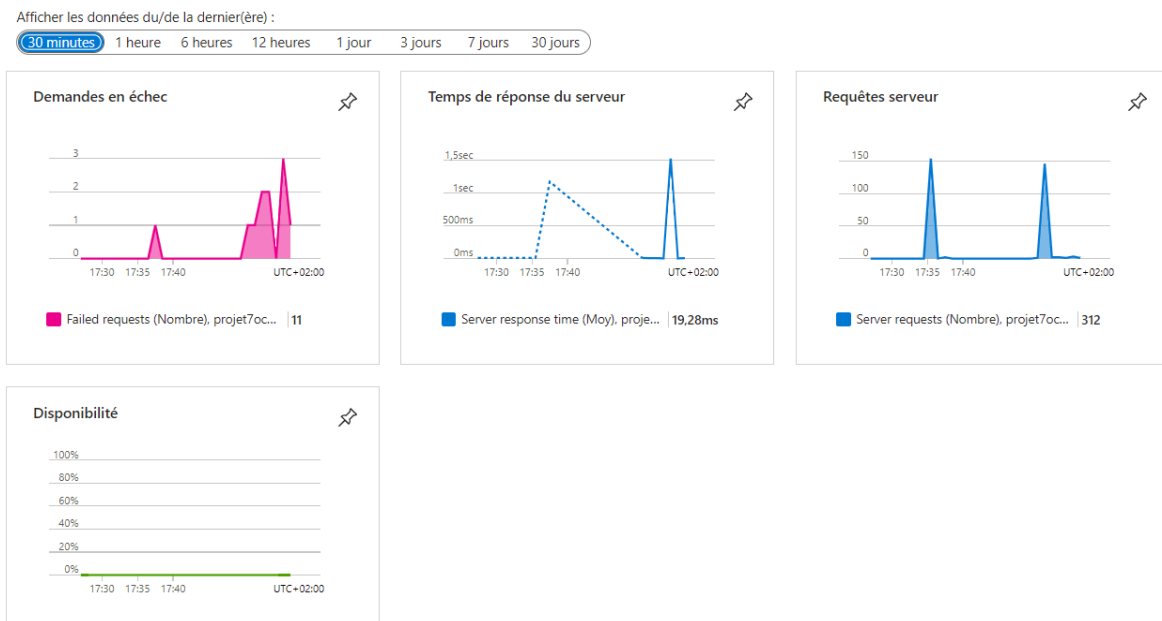 Afficher les données du/de la dernier(ère) :
30 minutes 1 heure 6 heures 12 heures 1 jour 3 jours 7 jours 30 jours
Demandes en échec
3
2
1
0
17:30 17:35 17:40 UTC+02:00
Failed requests (Nombre), projet7oc... 11
Temps de réponse du serveur
1,5sec
1sec
500ms
0ms
17:30 17:35 17:40 UTC+02:00
Server response time (Moy), proje... 19,28ms
Requêtes serveur
150
100
50
0
17:30 17:35 17:40 UTC+02:00
Server requests (Nombre), projet7oc... 312
Disponibilité
100%
80%
60%
40%
20%
0%
17:30 17:35 17:40 UTC+02:00